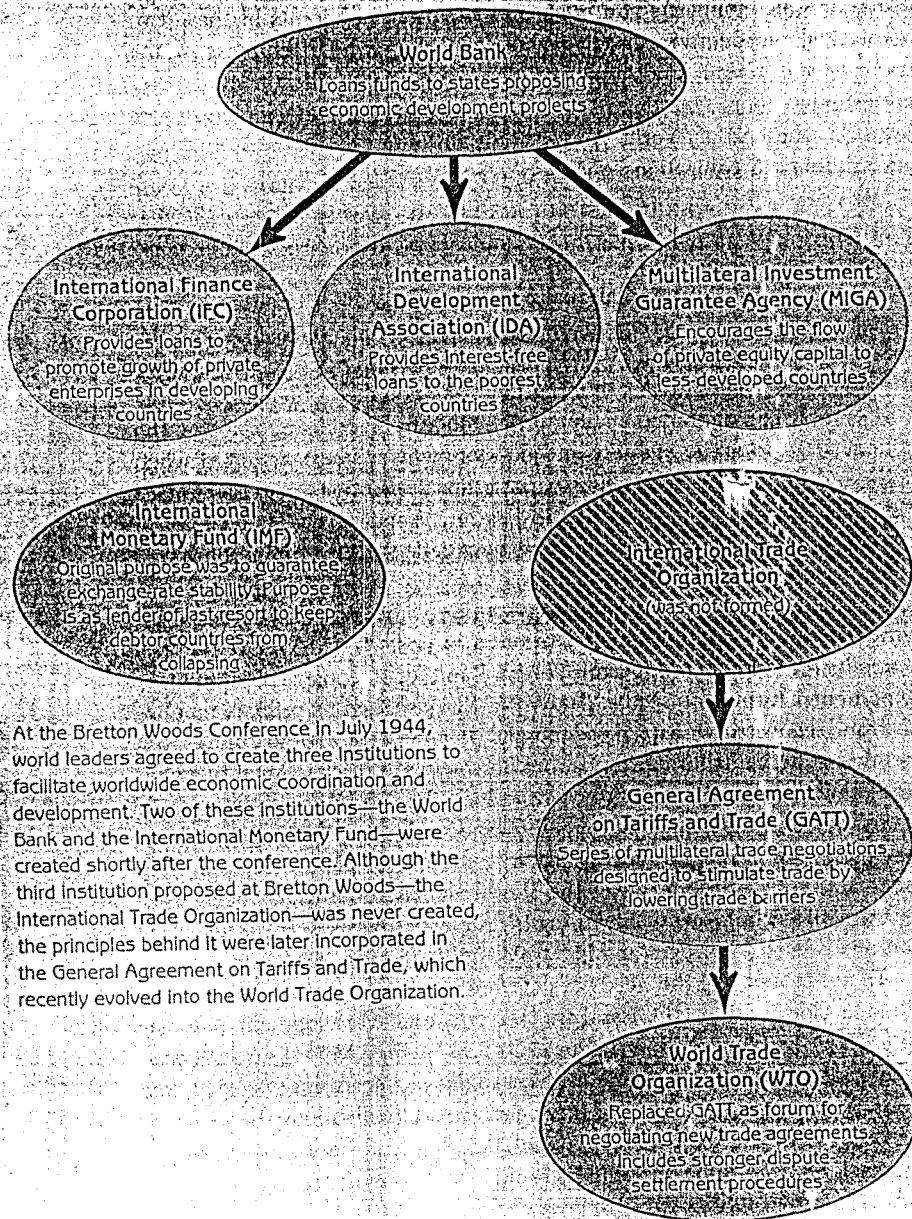 World Bank
Loans funds to states proposing
economic development projects
International Finance
Corporation (IFC)
Provides loans to
promote growth of private
enterprises in developing
countries
International
Development
Association (IDA)
Provides interest-free
loans to the poorest
countries
Multilateral Investment
Guarantee Agency (MIGA)
Encourages the flow
of private equity capital to
less-developed countries
International
Monetary Fund (IMF)
Original purpose was to guarantee
exchange-rate stability. Purpose
is as lender of last resort to keep
debtor countries from
collapsing
International Trade
Organization
(was not formed)
At the Bretton Woods Conference in July 1944,
world leaders agreed to create three institutions to
facilitate worldwide economic coordination and
development. Two of these institutions—the World
Bank and the International Monetary Fund—were
created shortly after the conference. Although the
third institution proposed at Bretton Woods—the
International Trade Organization—was never created,
the principles behind it were later incorporated in
the General Agreement on Tariffs and Trade, which
recently evolved into the World Trade Organization.
General Agreement
on Tariffs and Trade (GATT)
Series of multilateral trade negotiations
designed to stimulate trade by
lowering trade barriers
World Trade
Organization (WTO)
Replaced GATT as forum for
negotiating new trade agreements
Includes stronger dispute-
settlement procedures